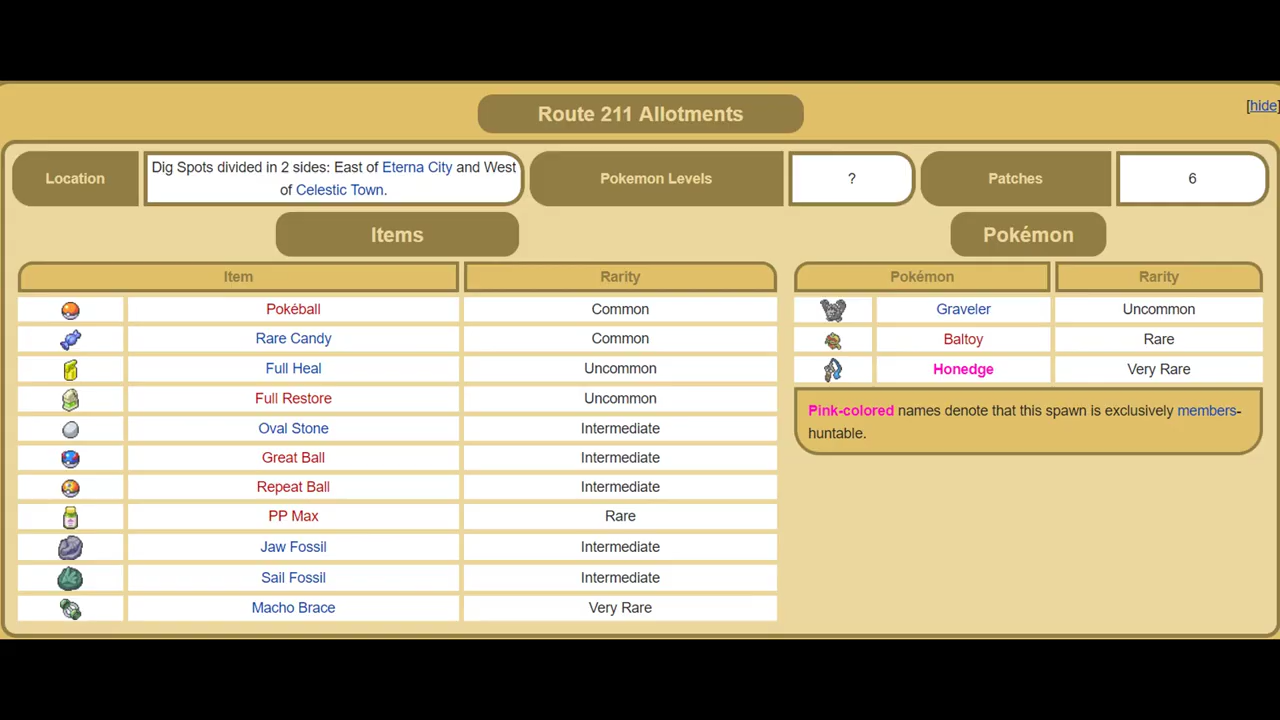 Route 211 Allotments
[hide]
Location
Dig Spots divided in 2 sides: East of Eterna City and West
of Celestic Town.
Pokemon Levels
?
Patches
6
Items
Item Rarity
Pokéball Common
Rare Candy Common
Full Heal Uncommon
Full Restore Uncommon
Oval Stone Intermediate
Great Ball Intermediate
Repeat Ball Intermediate
PP Max Rare
Jaw Fossil Intermediate
Sail Fossil Intermediate
Macho Brace Very Rare
Pokémon
Pokémon Rarity
Graveler Uncommon
Baltoy Rare
Honedge Very Rare
Pink-colored names denote that this spawn is exclusively members-
huntable.